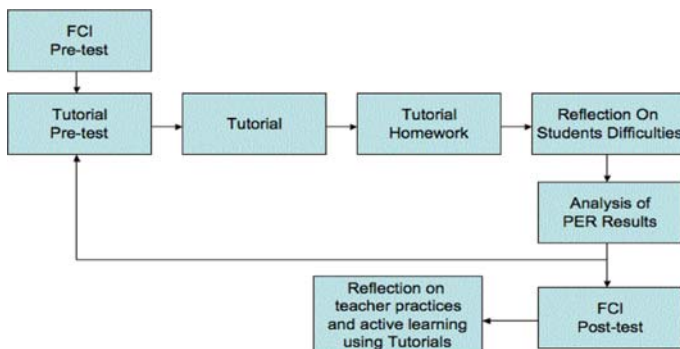 FCI
Pre-test
Tutorial
Pre-test
Tutorial
Tutorial
Homework
Reflection On
Students Difficulties
Analysis of
PER Results
Reflection on
teacher practices
and active learning
using Tutorials
FCI
Post-test